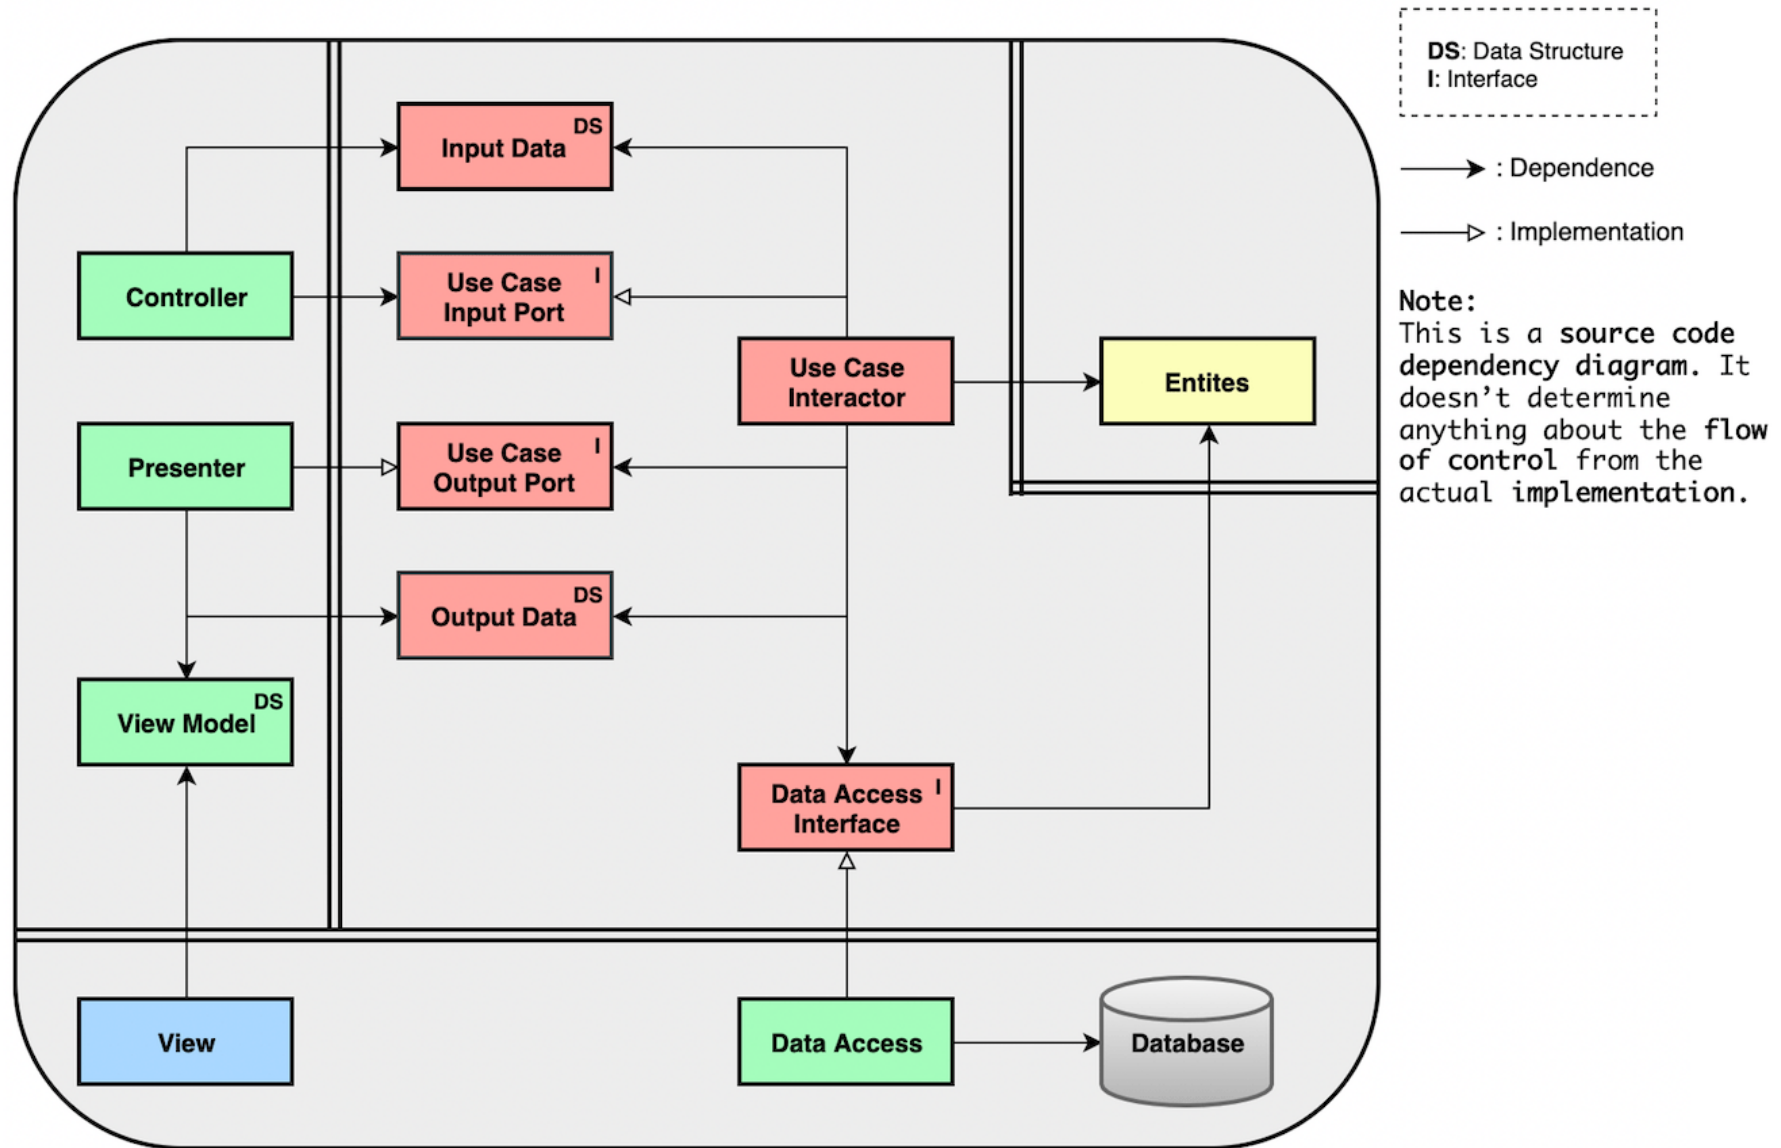 DS: Data Structure
I: Interface
: Dependence
: Implementation
Note:
This is a source code
dependency diagram. It
doesn’t determine
anything about the flow
of control from the
actual implementation.
DS
Input Data
Controller
I
Use Case
Input Port
Use Case
Interactor
Entites
Presenter
I
Use Case
Output Port
DS
Output Data
DS
View Model
I
Data Access
Interface
View
Data Access
Database